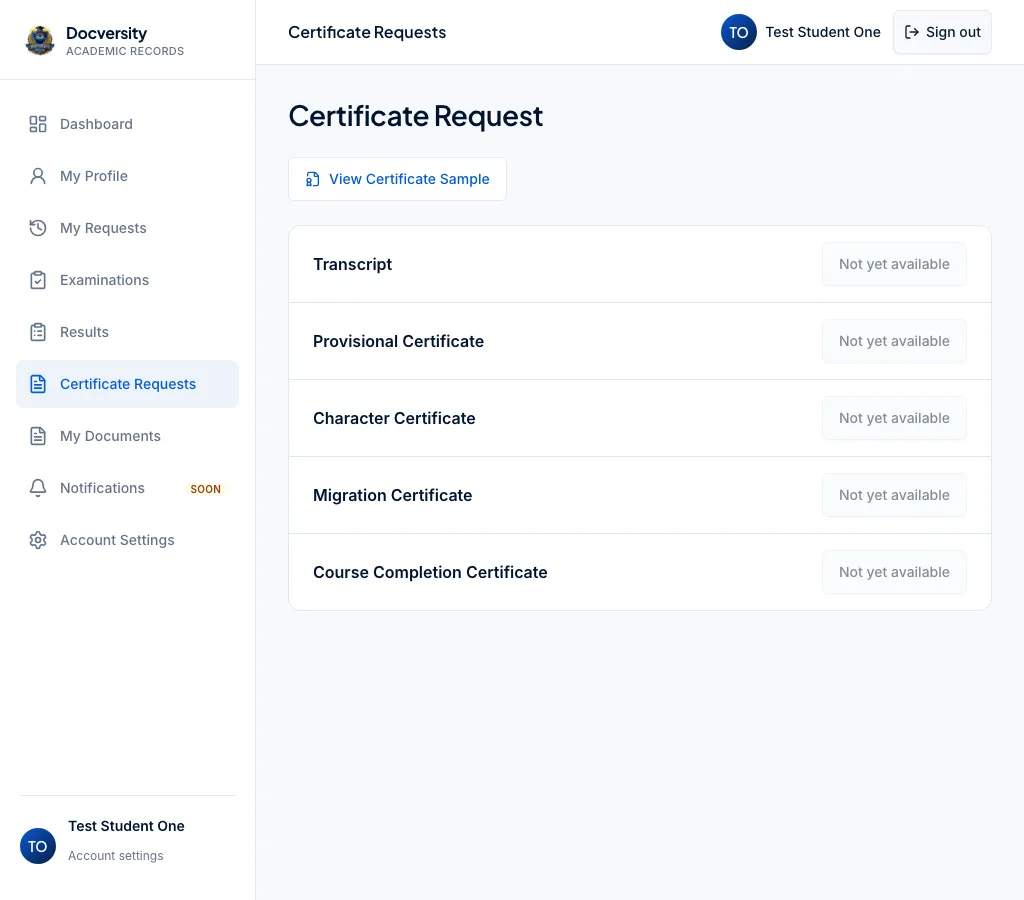 Docversity
ACADEMIC RECORDS
Dashboard
My Profile
My Requests
Examinations
Results
Certificate Requests
My Documents
Notifications SOON
Account Settings
TO Test Student One
Account settings
Certificate Requests
TO Test Student One Sign out
Certificate Request
View Certificate Sample
Transcript Not yet available
Provisional Certificate Not yet available
Character Certificate Not yet available
Migration Certificate Not yet available
Course Completion Certificate Not yet available